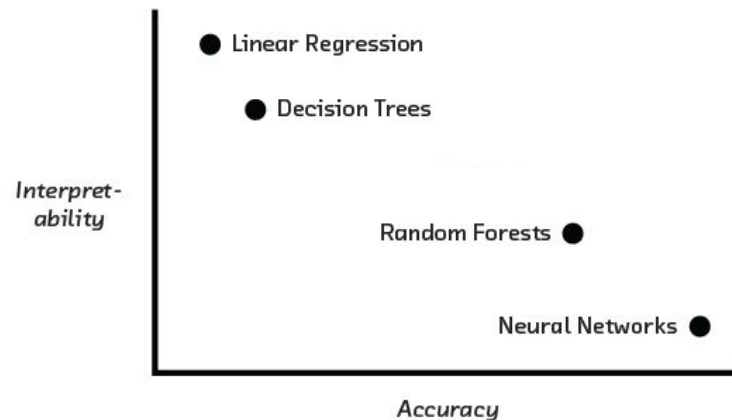 Linear Regression
Decision Trees
Interpret-
ability
Random Forests
Neural Networks
Accuracy